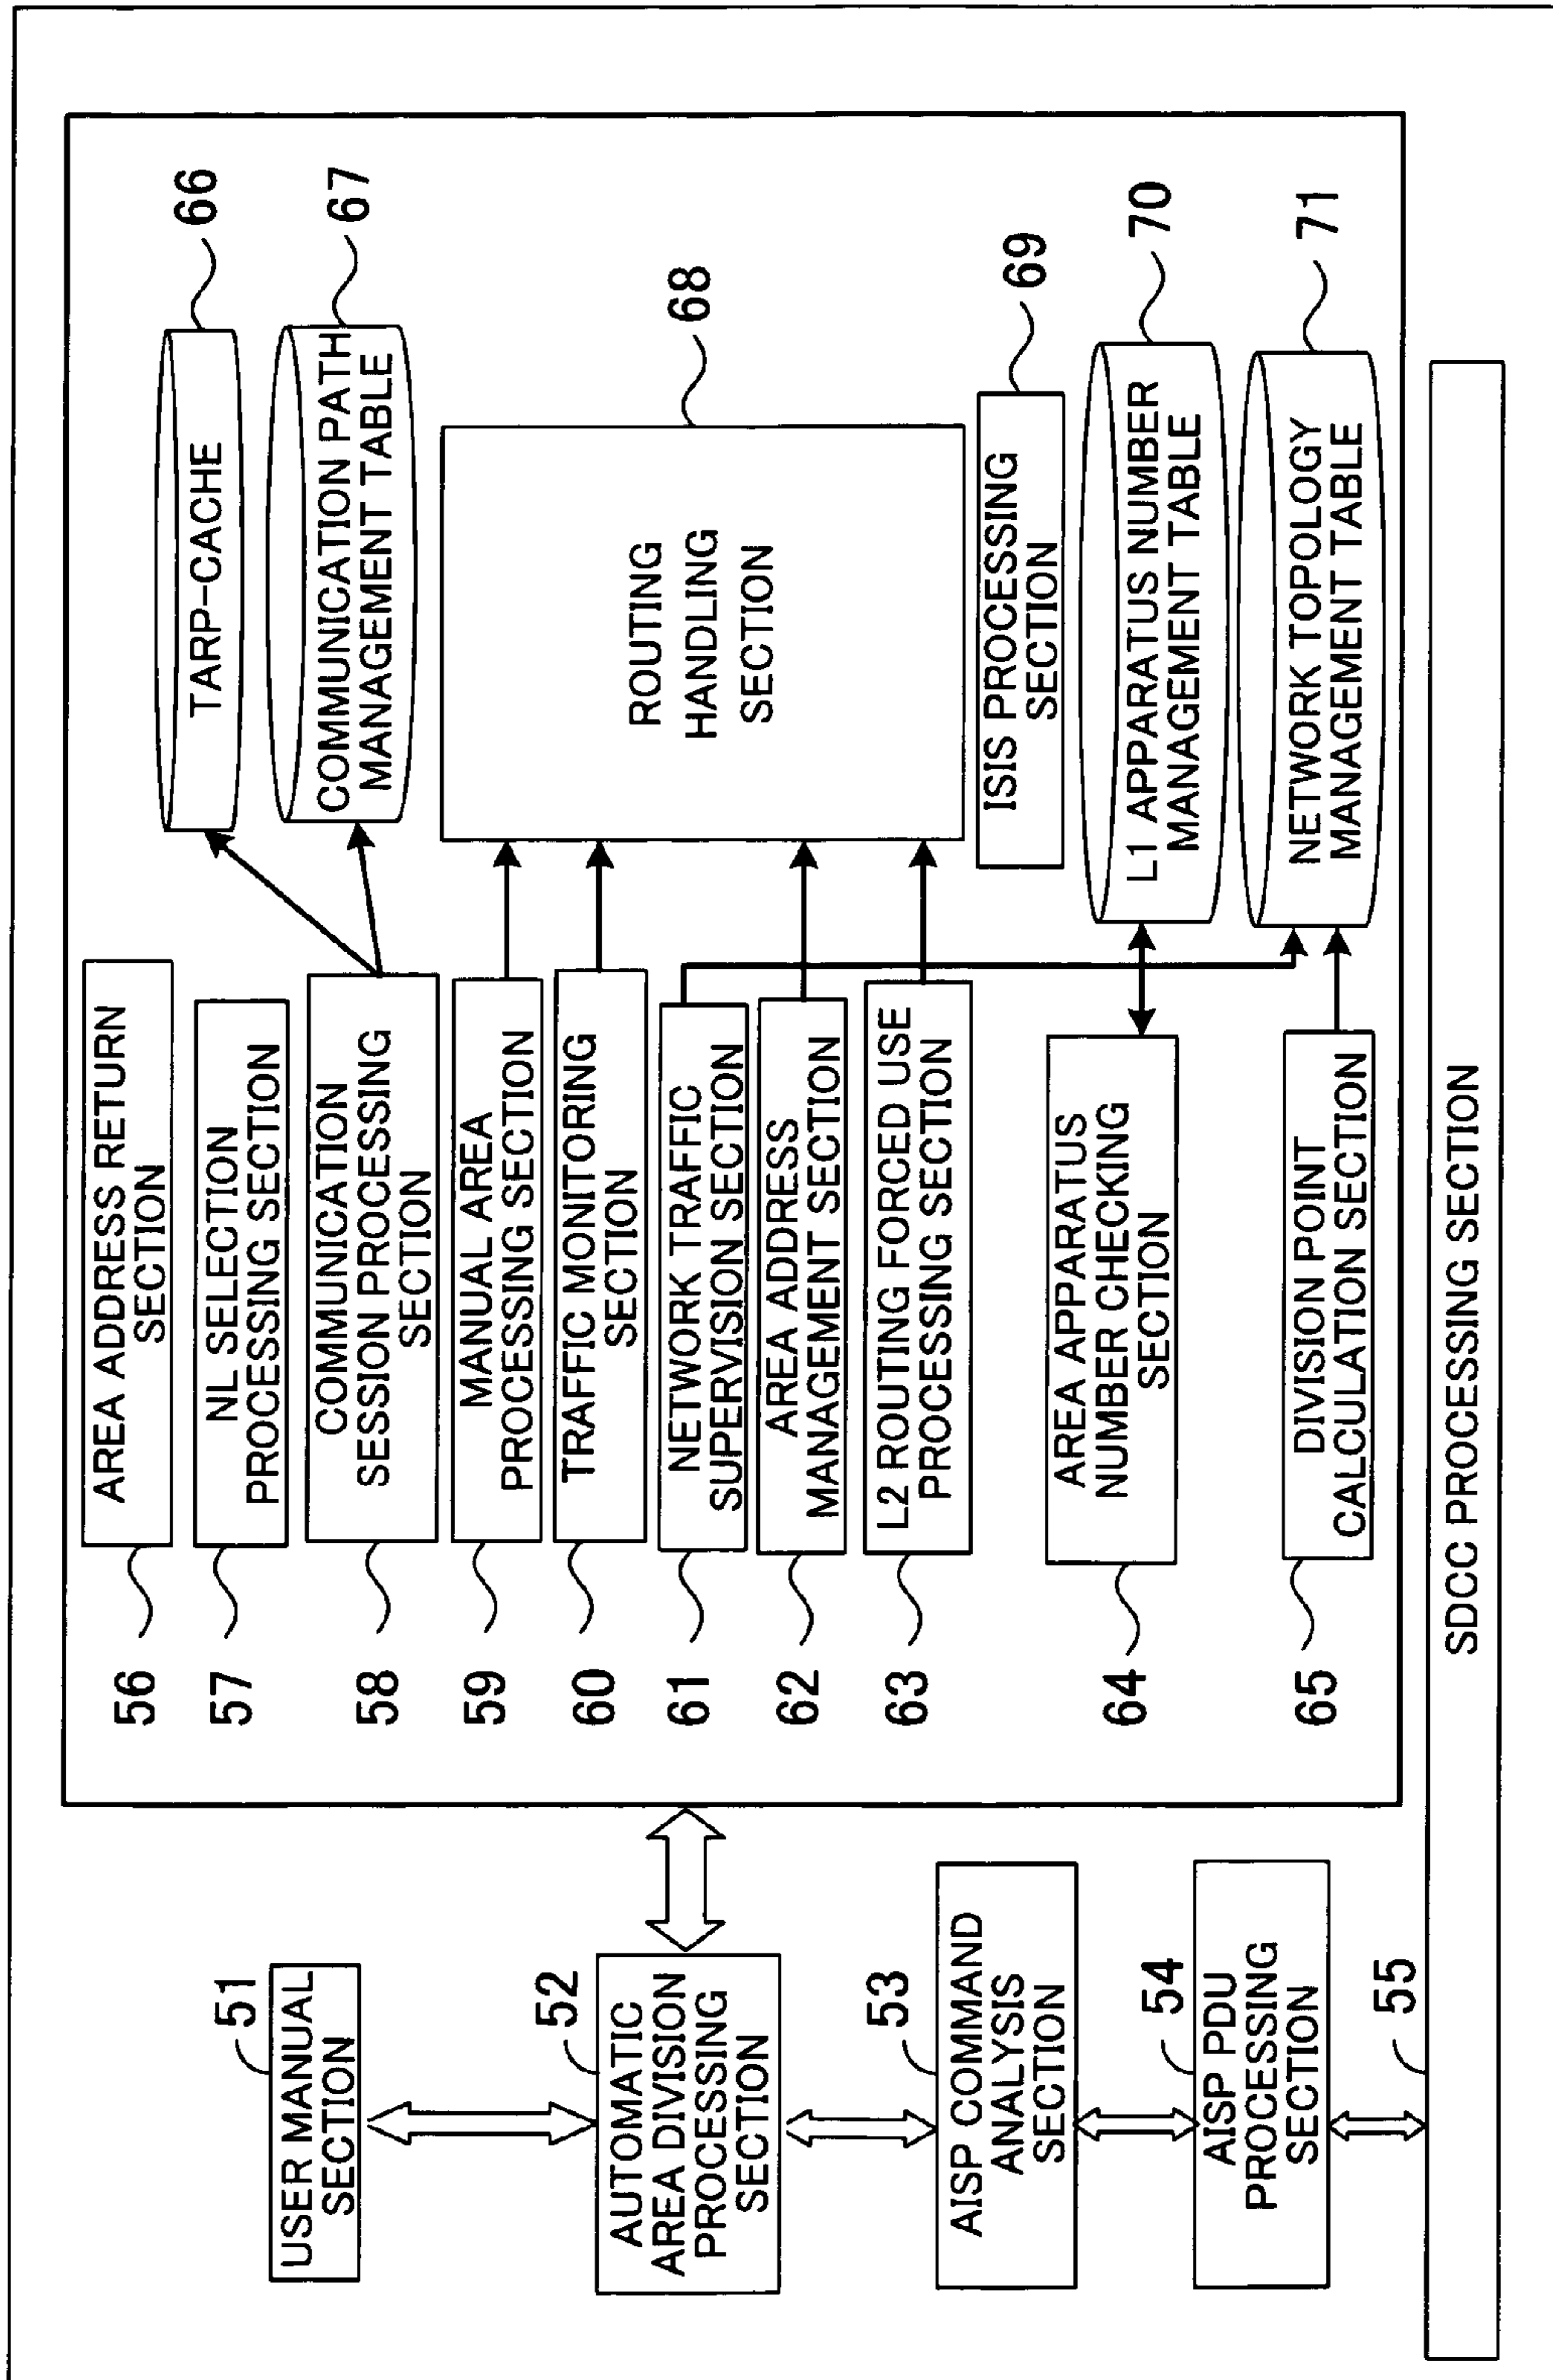 USER MANUAL
SECTION
51
AUTOMATIC
AREA DIVISION
PROCESSING
SECTION
52
AISP COMMAND
ANALYSIS
SECTION
53
AISP PDU
PROCESSING
SECTION
54
55
SDCC PROCESSING SECTION
56
AREA ADDRESS RETURN
SECTION
57
NL SELECTION
PROCESSING SECTION
58
COMMUNICATION
SESSION PROCESSING
SECTION
59
MANUAL AREA
PROCESSING SECTION
60
TRAFFIC MONITORING
SECTION
61
NETWORK TRAFFIC
SUPERVISION SECTION
62
AREA ADDRESS
MANAGEMENT SECTION
63
L2 ROUTING FORCED USE
PROCESSING SECTION
64
AREA APPARATUS
NUMBER CHECKING
SECTION
65
DIVISION POINT
CALCULATION SECTION
TARP-CACHE
66
COMMUNICATION PATH
MANAGEMENT TABLE
67
ROUTING
HANDLING
SECTION
68
ISIS PROCESSING
SECTION
69
L1 APPARATUS NUMBER
MANAGEMENT TABLE
70
NETWORK TOPOLOGY
MANAGEMENT TABLE
71